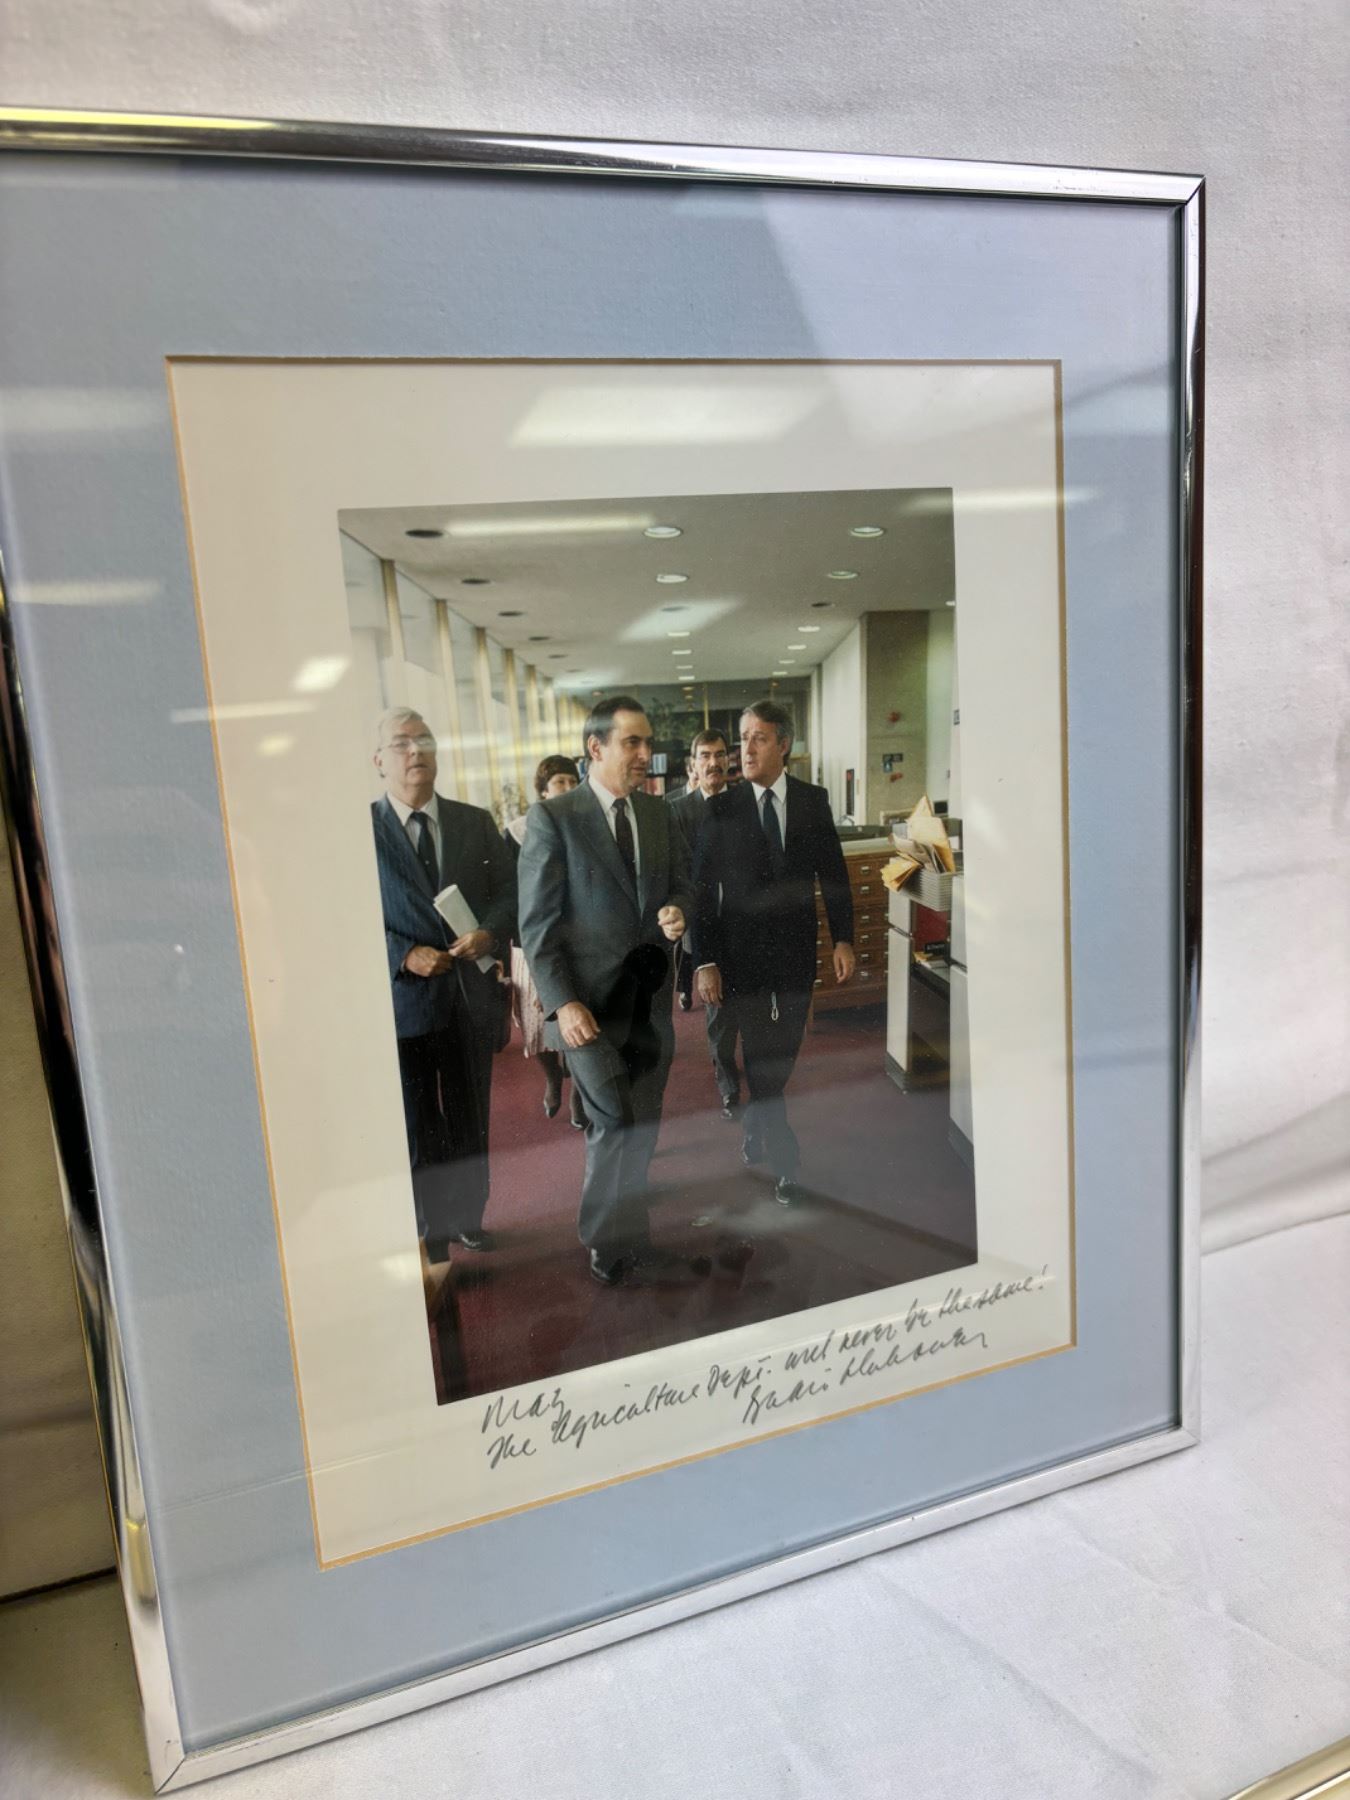 Maz
The Agriculture Dept. will never be the same!